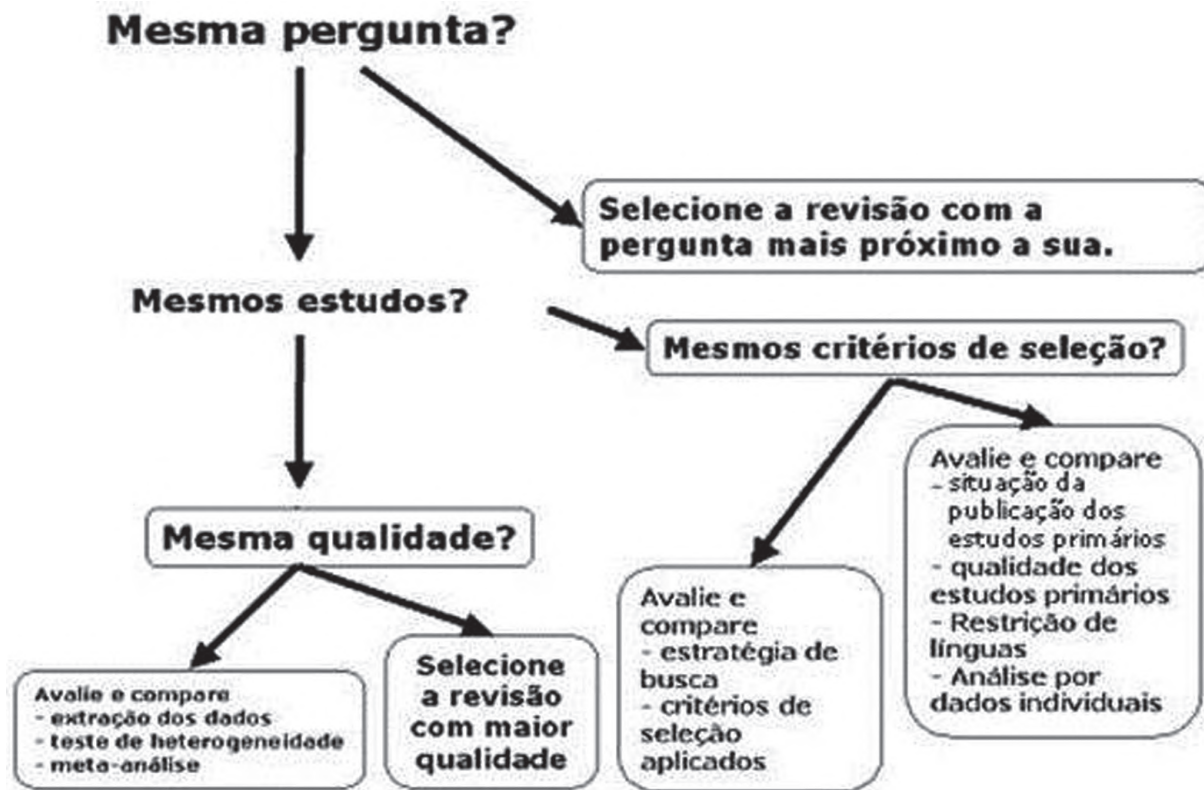 Mesma pergunta?
Selecione a revisão com a
pergunta mais próximo a sua.
Mesmos estudos?
Mesmos critérios de seleção?
Mesma qualidade?
Avalie e compare
- extração dos dados
- teste de heterogeneidade
- meta-análise
Selecione
a revisão
com maior
qualidade
Avalie e
compare
- estratégia de
busca
- critérios de
seleção
aplicados
Avalie e compare
- situação da
publicação dos
estudos primários
- qualidade dos
estudos primários
- Restrição de
línguas
- Análise por
dados individuais